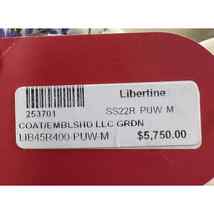 Libertine
253701
SS22R-PUW-M
COAT/EMBLSHD LLC GRDN
LIB45R400-PUW-M
$5,750.00